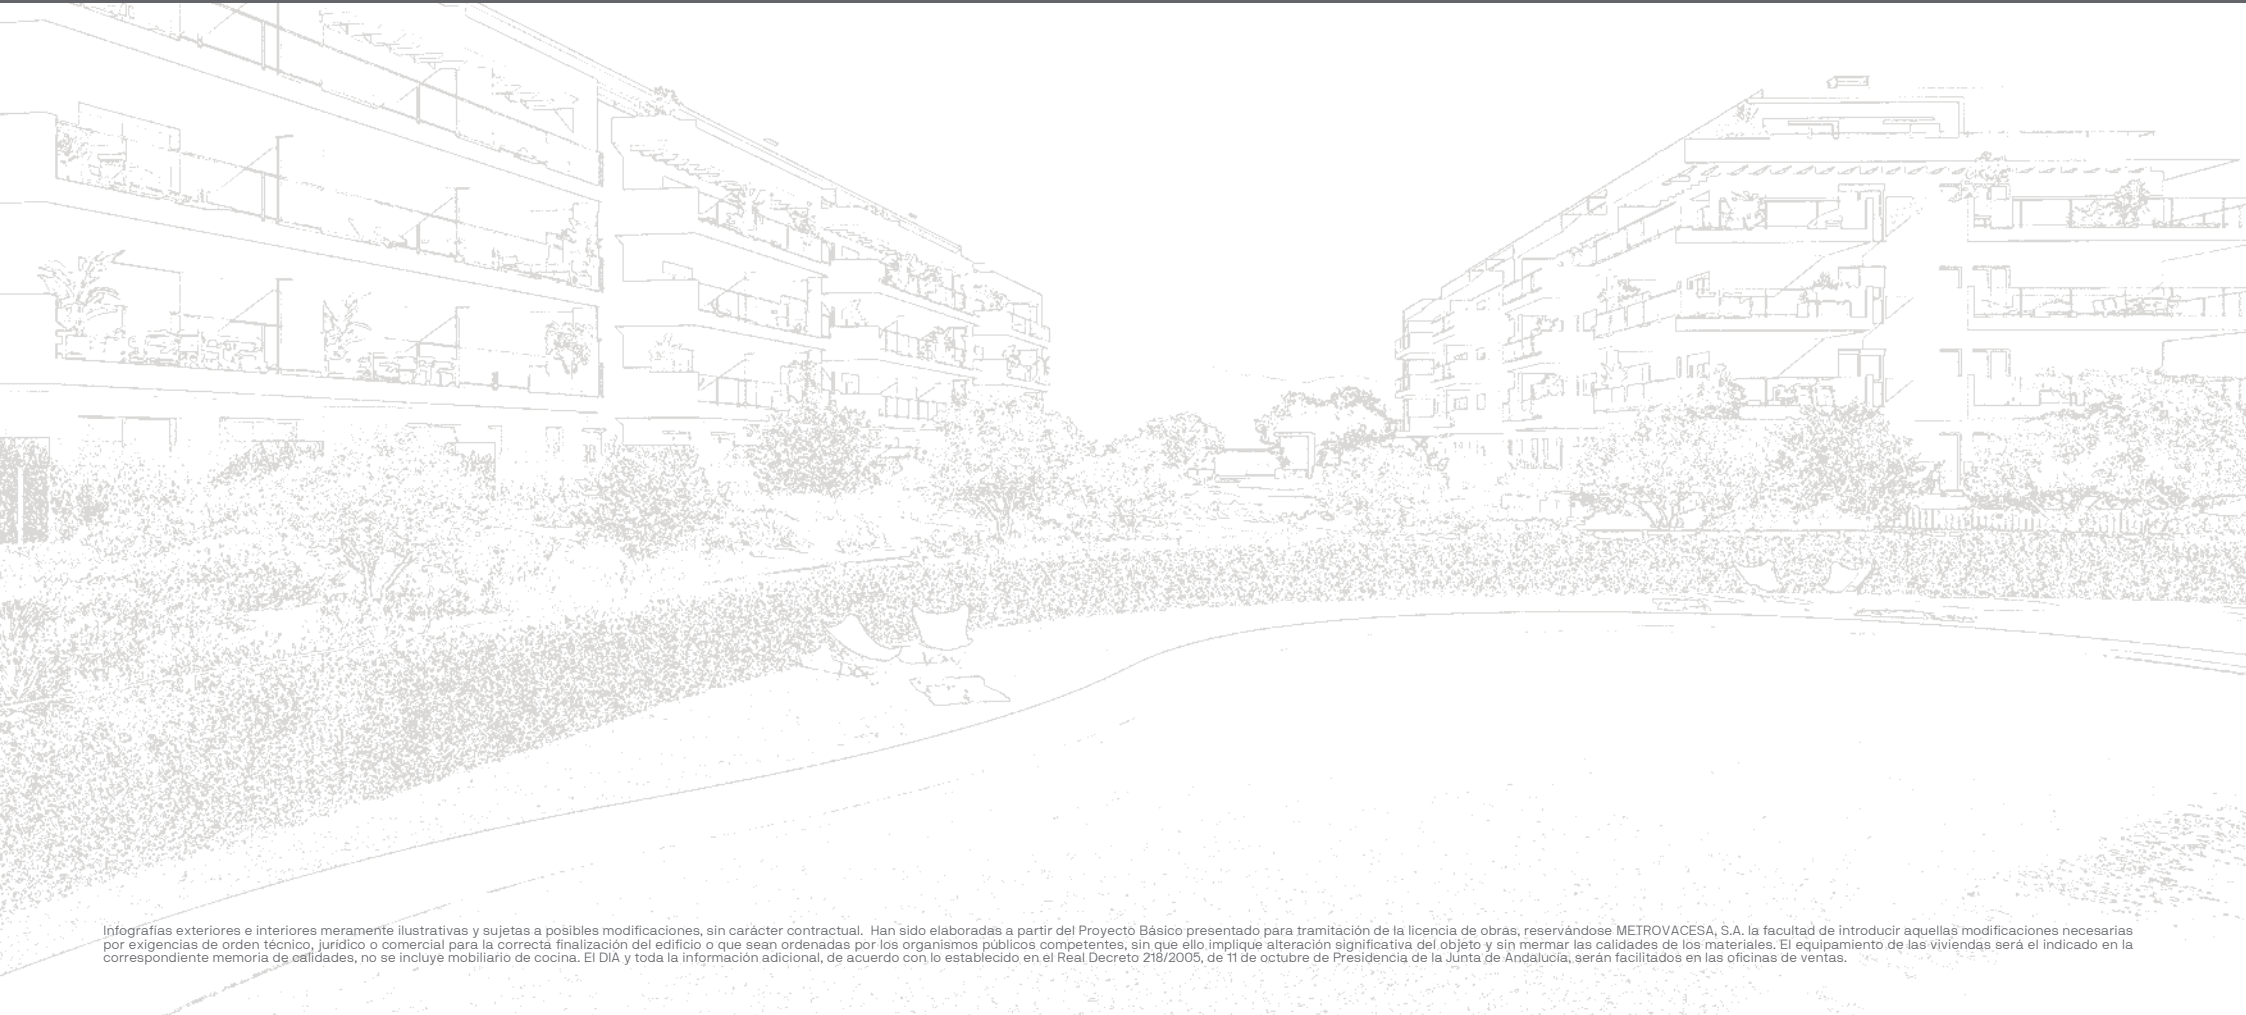 Infografías exteriores e interiores meramente ilustrativas y sujetas a posibles modificaciones, sin carácter contractual.  Han sido elaboradas a partir del Proyecto Básico presentado para tramitación de la licencia de obras, reservándose METROVACESA, S.A. la facultad de introducir aquellas modificaciones necesarias
por exigencias de orden técnico, jurídico o comercial para la correcta finalización del edificio o que sean ordenadas por los organismos públicos competentes, sin que ello implique alteración significativa del objeto y sin mermar las calidades de los materiales. El equipamiento de las viviendas será el indicado en la
correspondiente memoria de calidades, no se incluye mobiliario de cocina. El DIA y toda la información adicional, de acuerdo con lo establecido en el Real Decreto 218/2005, de 11 de octubre de Presidencia de la Junta de Andalucía, serán facilitados en las oficinas de ventas.